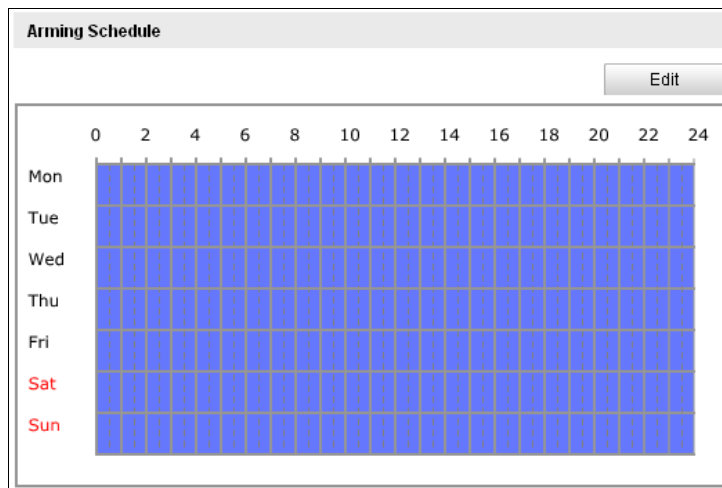 Arming Schedule
Edit
0 2 4 6 8 10 12 14 16 18 20 22 24
Mon
Tue
Wed
Thu
Fri
Sat
Sun